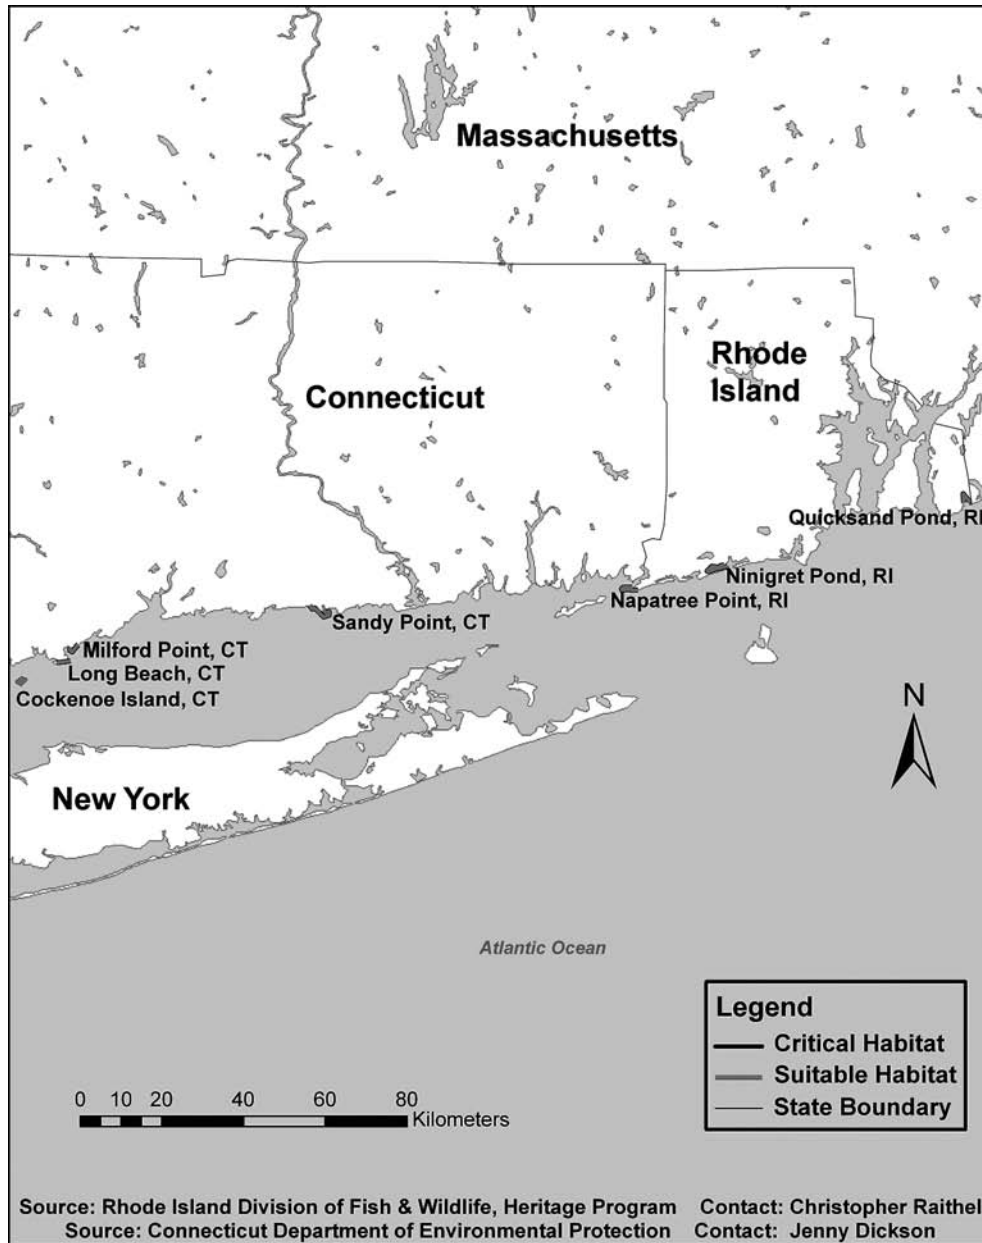 Massachusetts
Rhode
Island
Connecticut
Quicksand Pond, RI
Ninigret Pond, RI
Napatree Point, RI
Sandy Point, CT
Milford Point, CT
Long Beach, CT
Cockenoe Island, CT
N
New York
Atlantic Ocean
Legend
Critical Habitat
Suitable Habitat
State Boundary
0 10 20 40 60 80
Kilometers
Source: Rhode Island Division of Fish & Wildlife, Heritage Program Contact: Christopher Raithel
Source: Connecticut Department of Environmental Protection Contact: Jenny Dickson